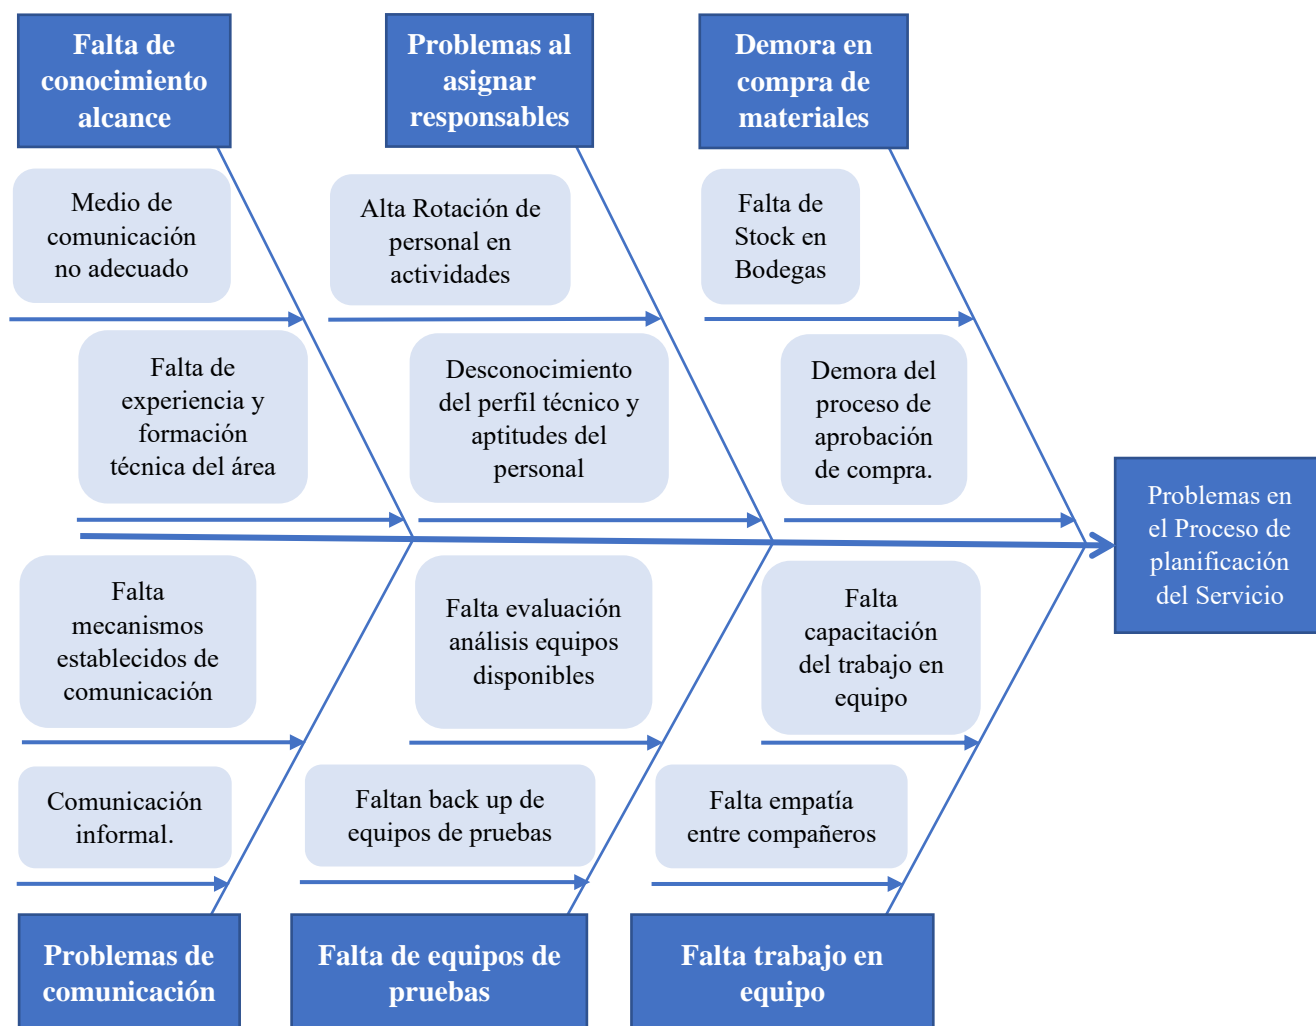 Falta de
conocimiento
alcance
Problemas al
asignar
responsables
Demora en
compra de
materiales
Medio de
comunicación
no adecuado
Alta Rotación de
personal en
actividades
Falta de
Stock en
Bodegas
Falta de
experiencia y
formación
técnica del área
Desconocimiento
del perfil técnico y
aptitudes del
personal
Demora del
proceso de
aprobación
de compra.
Problemas en
el Proceso de
planificación
del Servicio
Falta
mecanismos
establecidos de
comunicación
Falta evaluación
análisis equipos
disponibles
Falta
capacitación
del trabajo en
equipo
Comunicación
informal.
Faltan back up de
equipos de pruebas
Falta empatía
entre compañeros
Problemas de
comunicación
Falta de equipos de
pruebas
Falta trabajo en
equipo